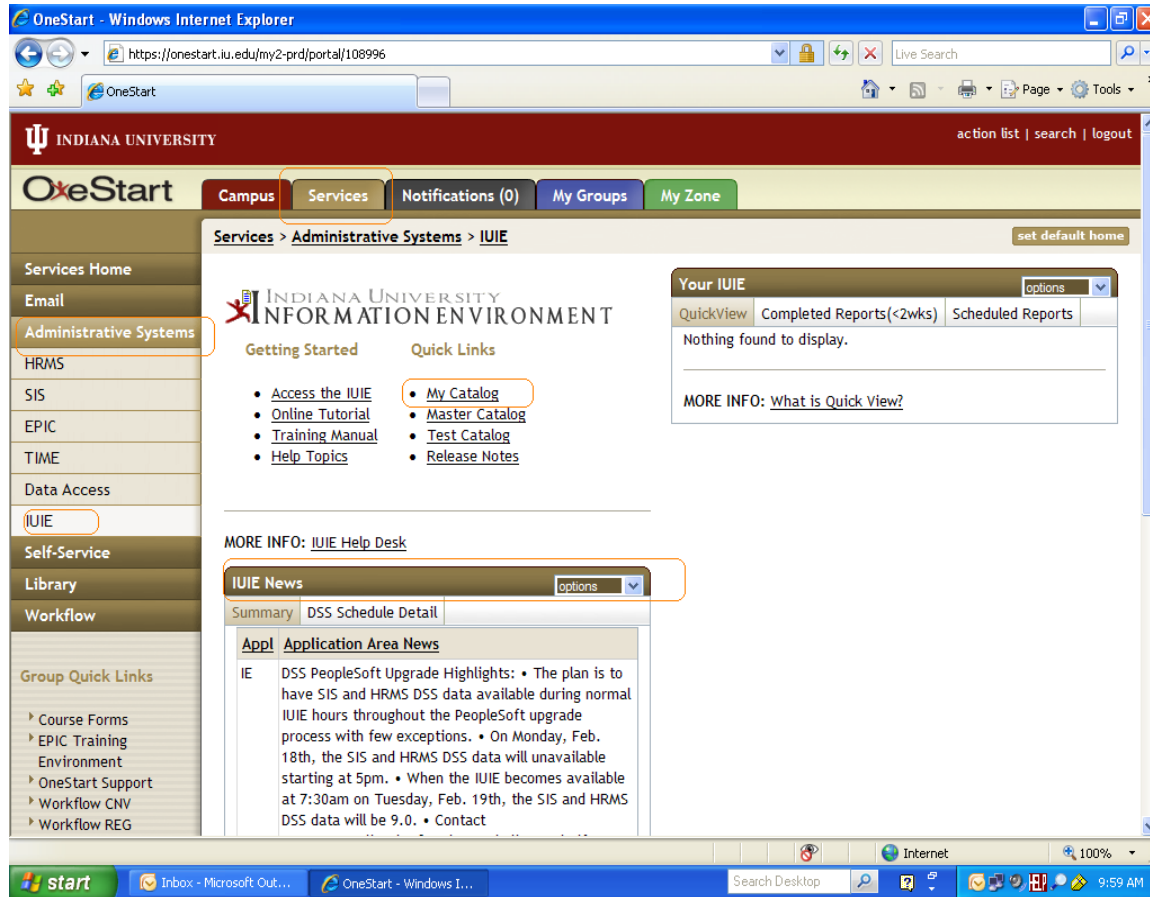 OneStart - Windows Internet Explorer
https://onestart.iu.edu/my2-prd/portal/108996
Live Search
OneStart
Page
Tools
INDIANA UNIVERSITY
action list | search | logout
OneStart
Campus
Services
Notifications (0)
My Groups
My Zone
Services > Administrative Systems > IUIE
set default home
Services Home
Email
Administrative Systems
HRMS
SIS
EPIC
TIME
Data Access
IUIE
Self-Service
Library
Workflow
Group Quick Links
Course Forms
EPIC Training
Environment
OneStart Support
Workflow CNV
Workflow REG
INDIANA UNIVERSITY
INFORMATION ENVIRONMENT
Getting Started
• Access the IUIE
• Online Tutorial
• Training Manual
• Help Topics
Quick Links
• My Catalog
• Master Catalog
• Test Catalog
• Release Notes
MORE INFO: IUIE Help Desk
IUIE News
options
Summary
DSS Schedule Detail
Appl Application Area News
IE DSS PeopleSoft Upgrade Highlights: • The plan is to
have SIS and HRMS DSS data available during normal
IUIE hours throughout the PeopleSoft upgrade
process with few exceptions. • On Monday, Feb.
18th, the SIS and HRMS DSS data will unavailable
starting at 5pm. • When the IUIE becomes available
at 7:30am on Tuesday, Feb. 19th, the SIS and HRMS
DSS data will be 9.0. • Contact
Your IUIE
options
QuickView
Completed Reports(<2wks)
Scheduled Reports
Nothing found to display.
MORE INFO: What is Quick View?
Internet
100%
start
Inbox - Microsoft Out...
OneStart - Windows I...
Search Desktop
9:59 AM